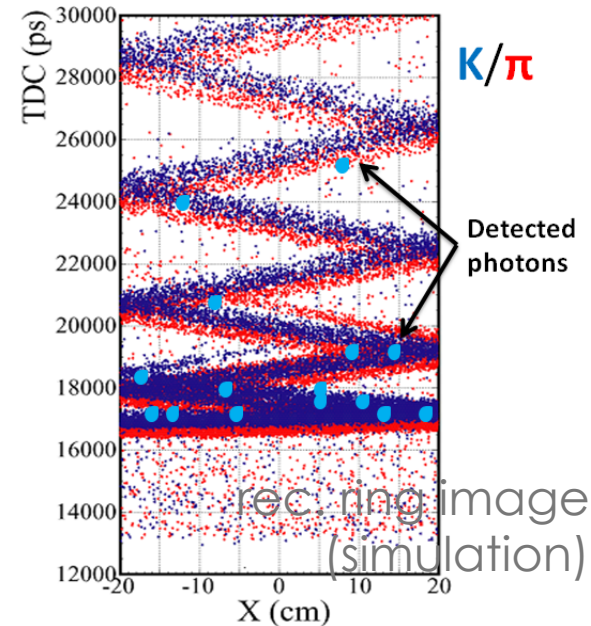 TDC (ps)
30000
28000
26000
24000
22000
20000
18000
16000
14000
12000
-20
-10
0
10
20
X (cm)
K/π
Detected
photons
rec. ring image
(simulation)